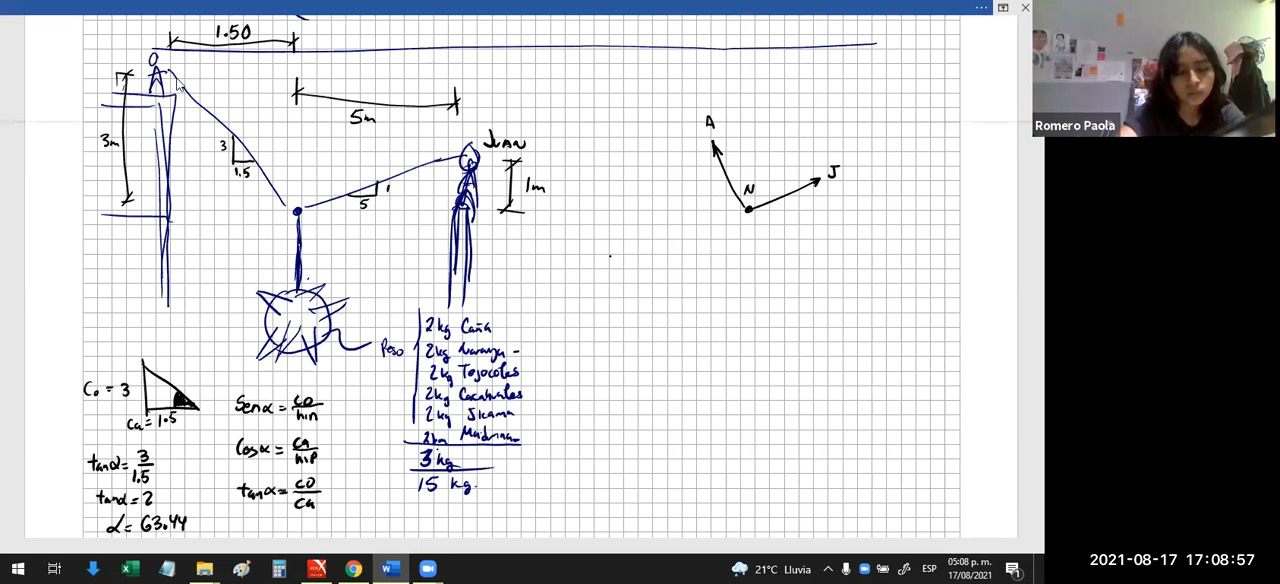 1.50
3m
5m
JUAN
1m
3
1.5
1
5
A
N
J
Peso
2kg Caña
2kg Naranja -
2kg Tejocotes
2kg Cacahuates
2kg Jicama
3kg
15 kg.
Co = 3
ca = 1.5
tanα = 3/1.5
tanα = 2
α = 63.44
Senα = co/hip
Cosα = ca/hip
tanα = co/ca
Romero Paola
21°C Lluvia
ESP
05:08 p. m.
17/08/2021
2021-08-17 17:08:57